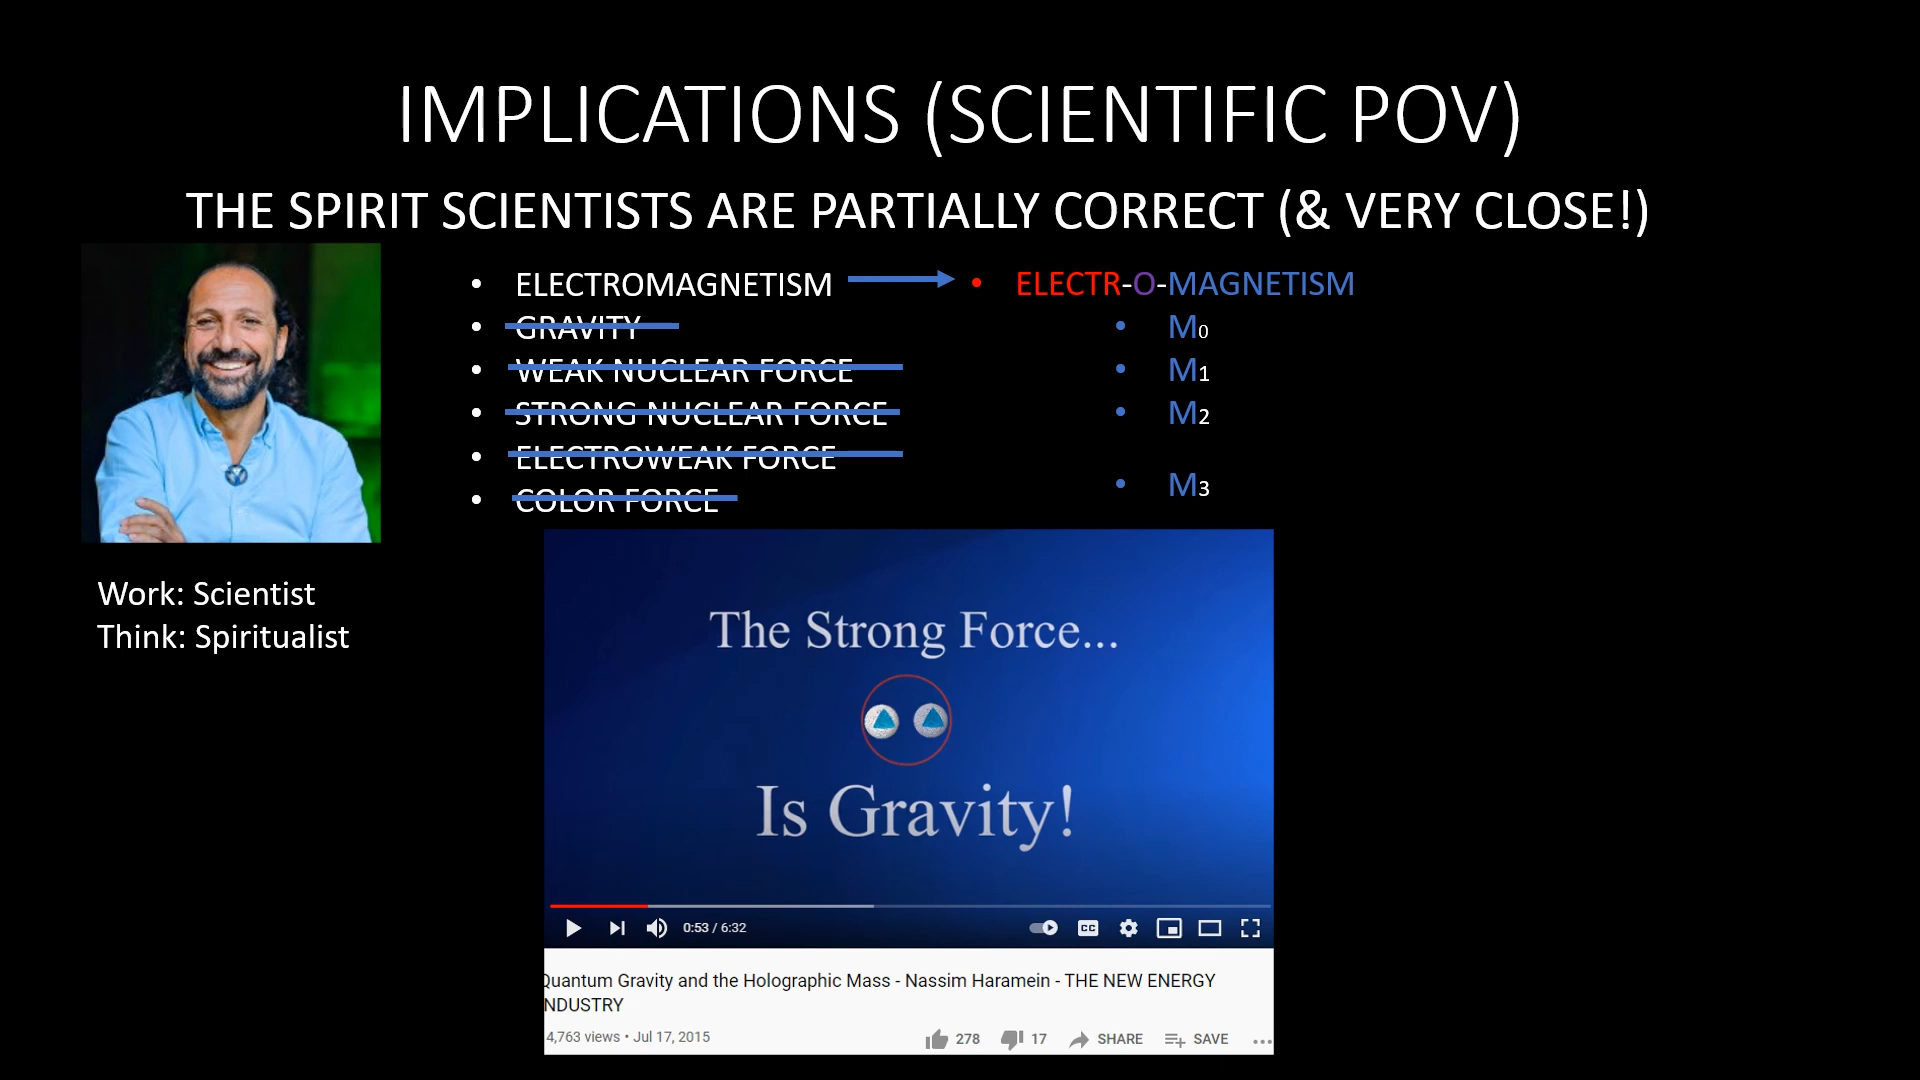 IMPLICATIONS (SCIENTIFIC POV)
THE SPIRIT SCIENTISTS ARE PARTIALLY CORRECT (& VERY CLOSE!)
• ELECTROMAGNETISM
• GRAVITY
• WEAK NUCLEAR FORCE
• STRONG NUCLEAR FORCE
• ELECTROWEAK FORCE
• COLOR FORCE
• ELECTR-O-MAGNETISM
• M0
• M1
• M2
• M3
Work: Scientist
Think: Spiritualist
The Strong Force...
Is Gravity!
0:53 / 6:32
CC
Quantum Gravity and the Holographic Mass - Nassim Haramein - THE NEW ENERGY
NDUSTRY
4,763 views • Jul 17, 2015
278 17 SHARE SAVE ...